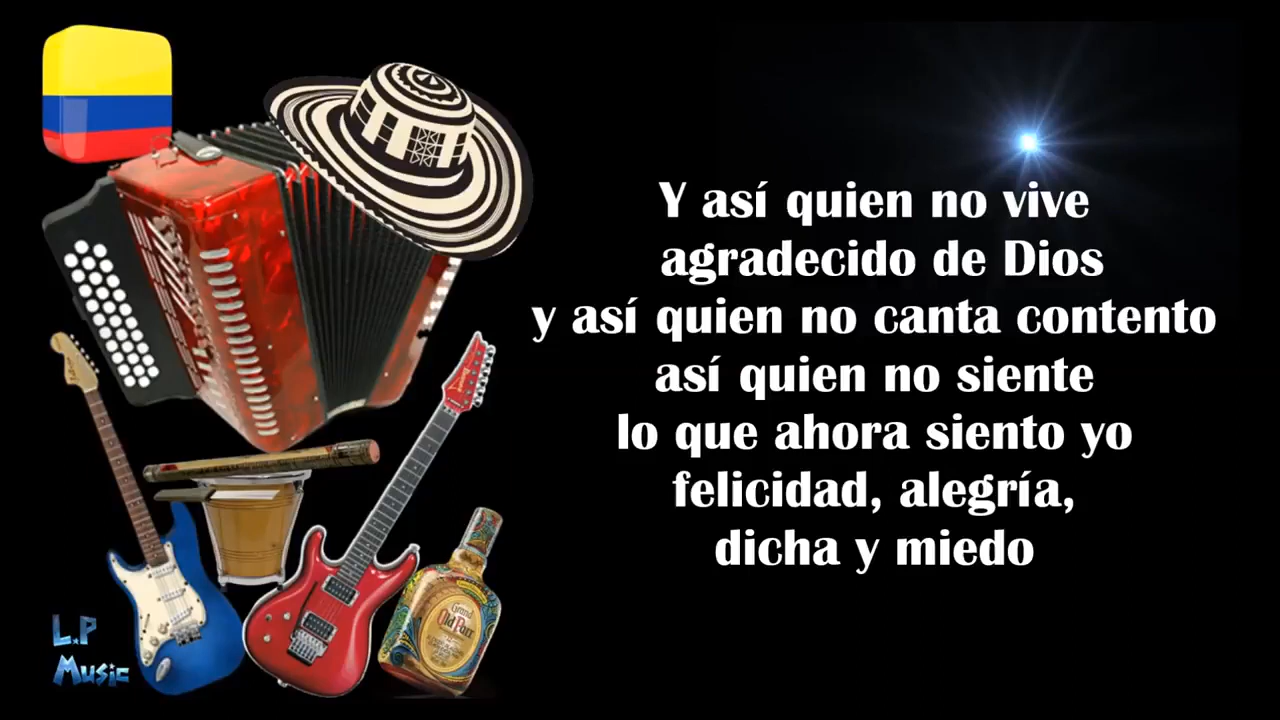 Y así quien no vive
agradecido de Dios
y así quien no canta contento
así quien no siente
lo que ahora siento yo
felicidad, alegría,
dicha y miedo
Grand
Old Parr
L.P
Music